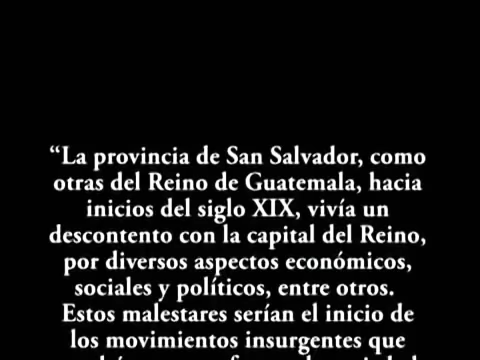 “La provincia de San Salvador, como
otras del Reino de Guatemala, hacia
inicios del siglo XIX, vivía un
descontento con la capital del Reino,
por diversos aspectos económicos,
sociales y políticos, entre otros.
Estos malestares serían el inicio de
los movimientos insurgentes que